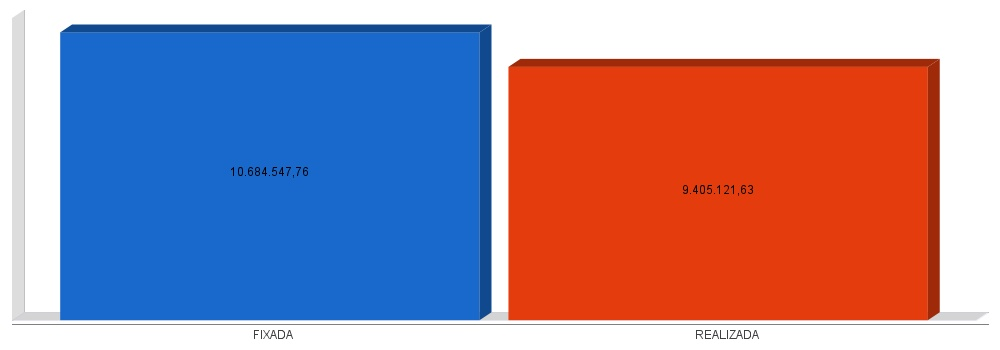 10.684.547,76
9.405.121,63
FIXADA
REALIZADA